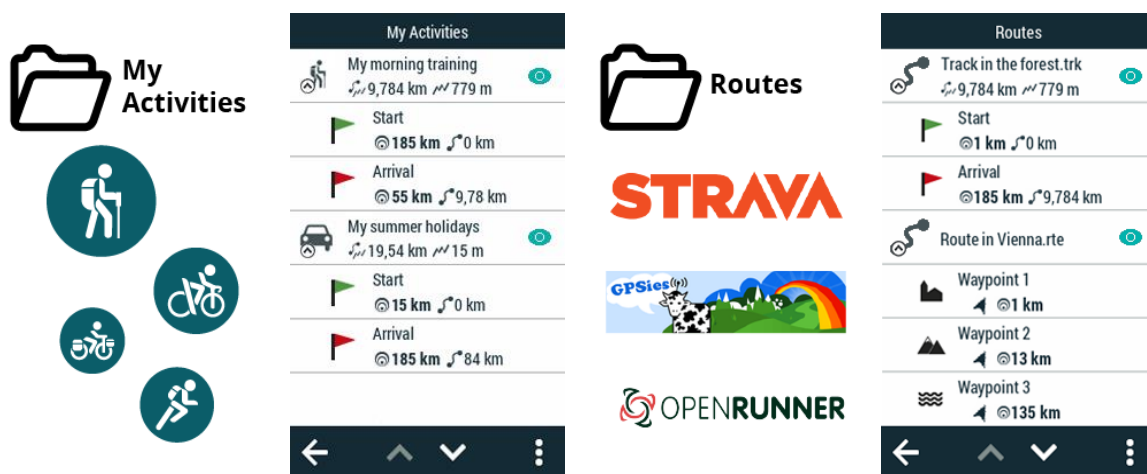 My
Activities
My Activities
My morning training
9,784 km 779 m
Start
185 km 0 km
Arrival
55 km 9,78 km
My summer holidays
19,54 km 15 m
Start
15 km 0 km
Arrival
185 km 84 km
Routes
STRAVA
GPSies
OPENRUNNER
Routes
Track in the forest.trk
9,784 km 779 m
Start
1 km 0 km
Arrival
185 km 9,784 km
Route in Vienna.rte
Waypoint 1
1 km
Waypoint 2
13 km
Waypoint 3
135 km